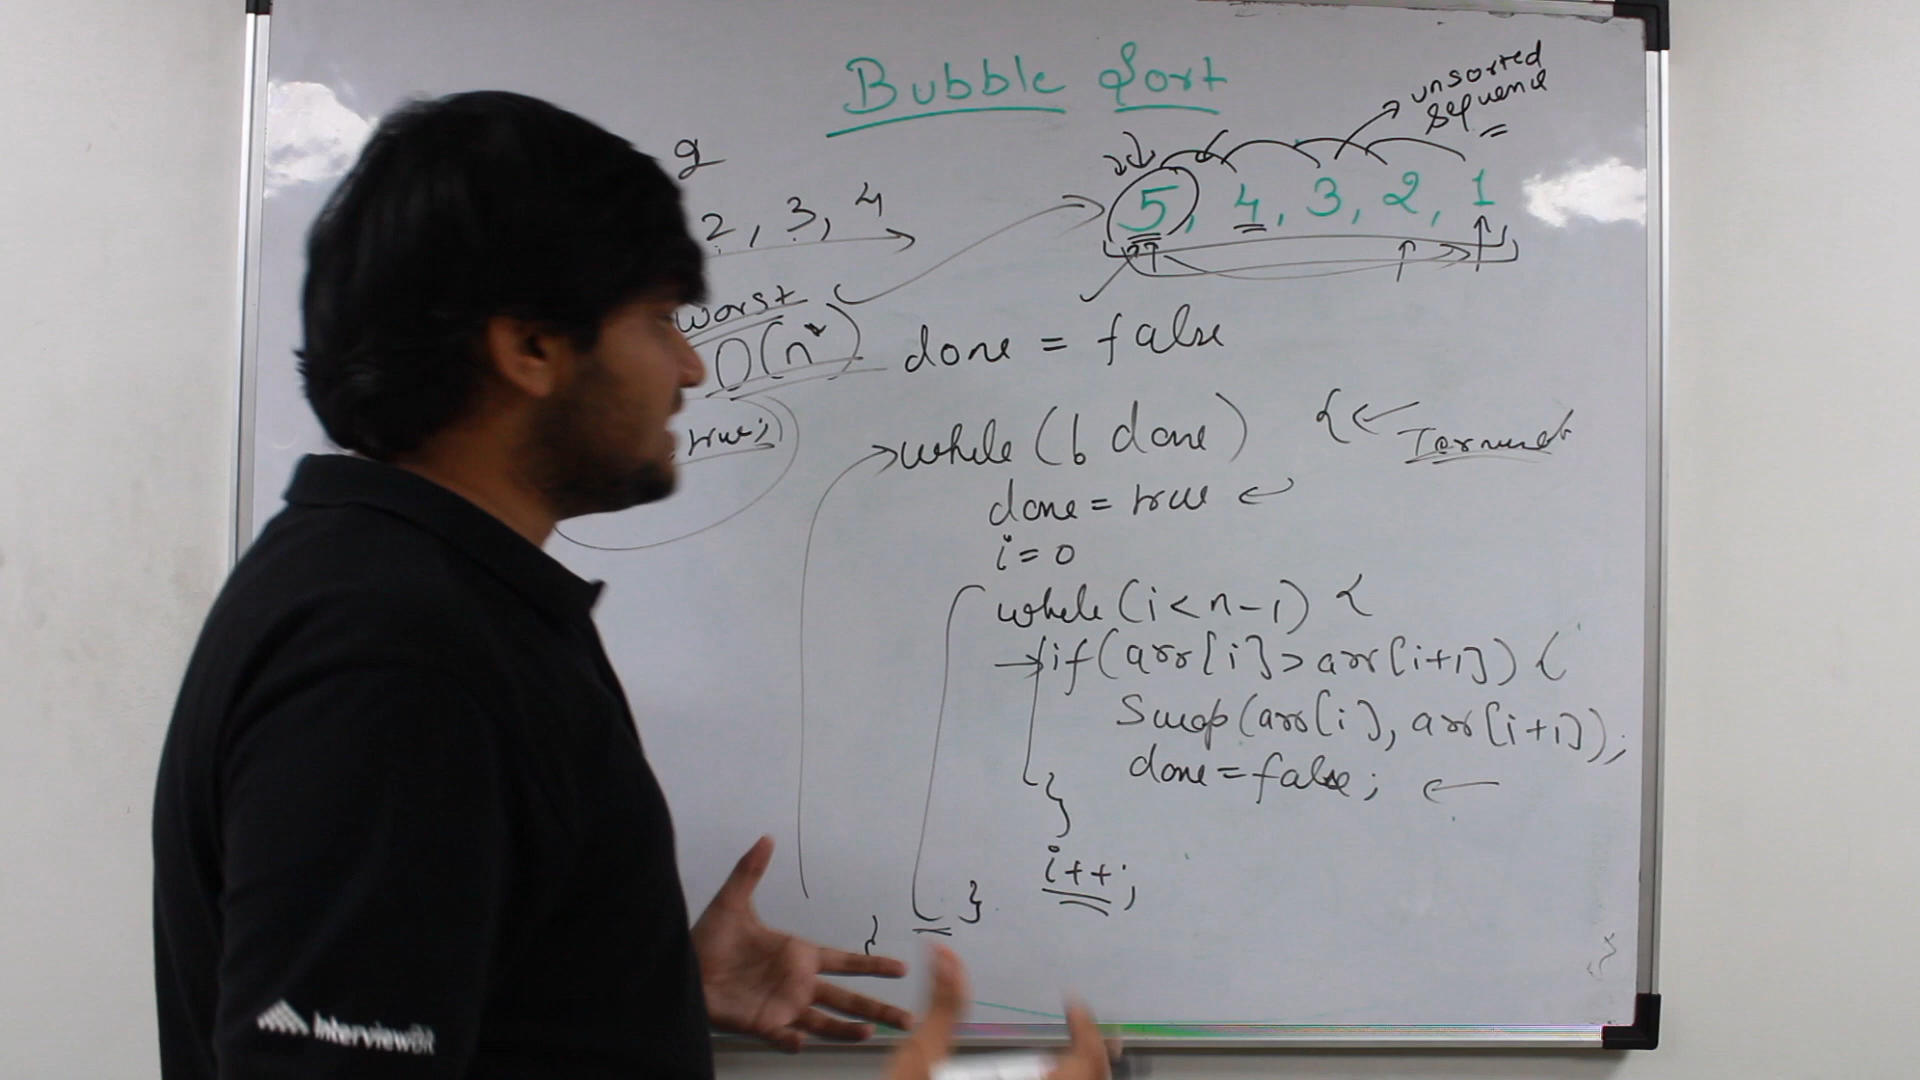 Bubble Sort
unsorted
sequence
g
2, 3, 4
5, 4, 3, 2, 1
worst
O(n²)
done = false
while (! done) {
true;
done = true
i = 0
while (i < n-1) {
if (arr[i] > arr[i+1]) {
Swap(arr[i], arr[i+1]);
done = false;
}
i++;
}
}
InterviewBit